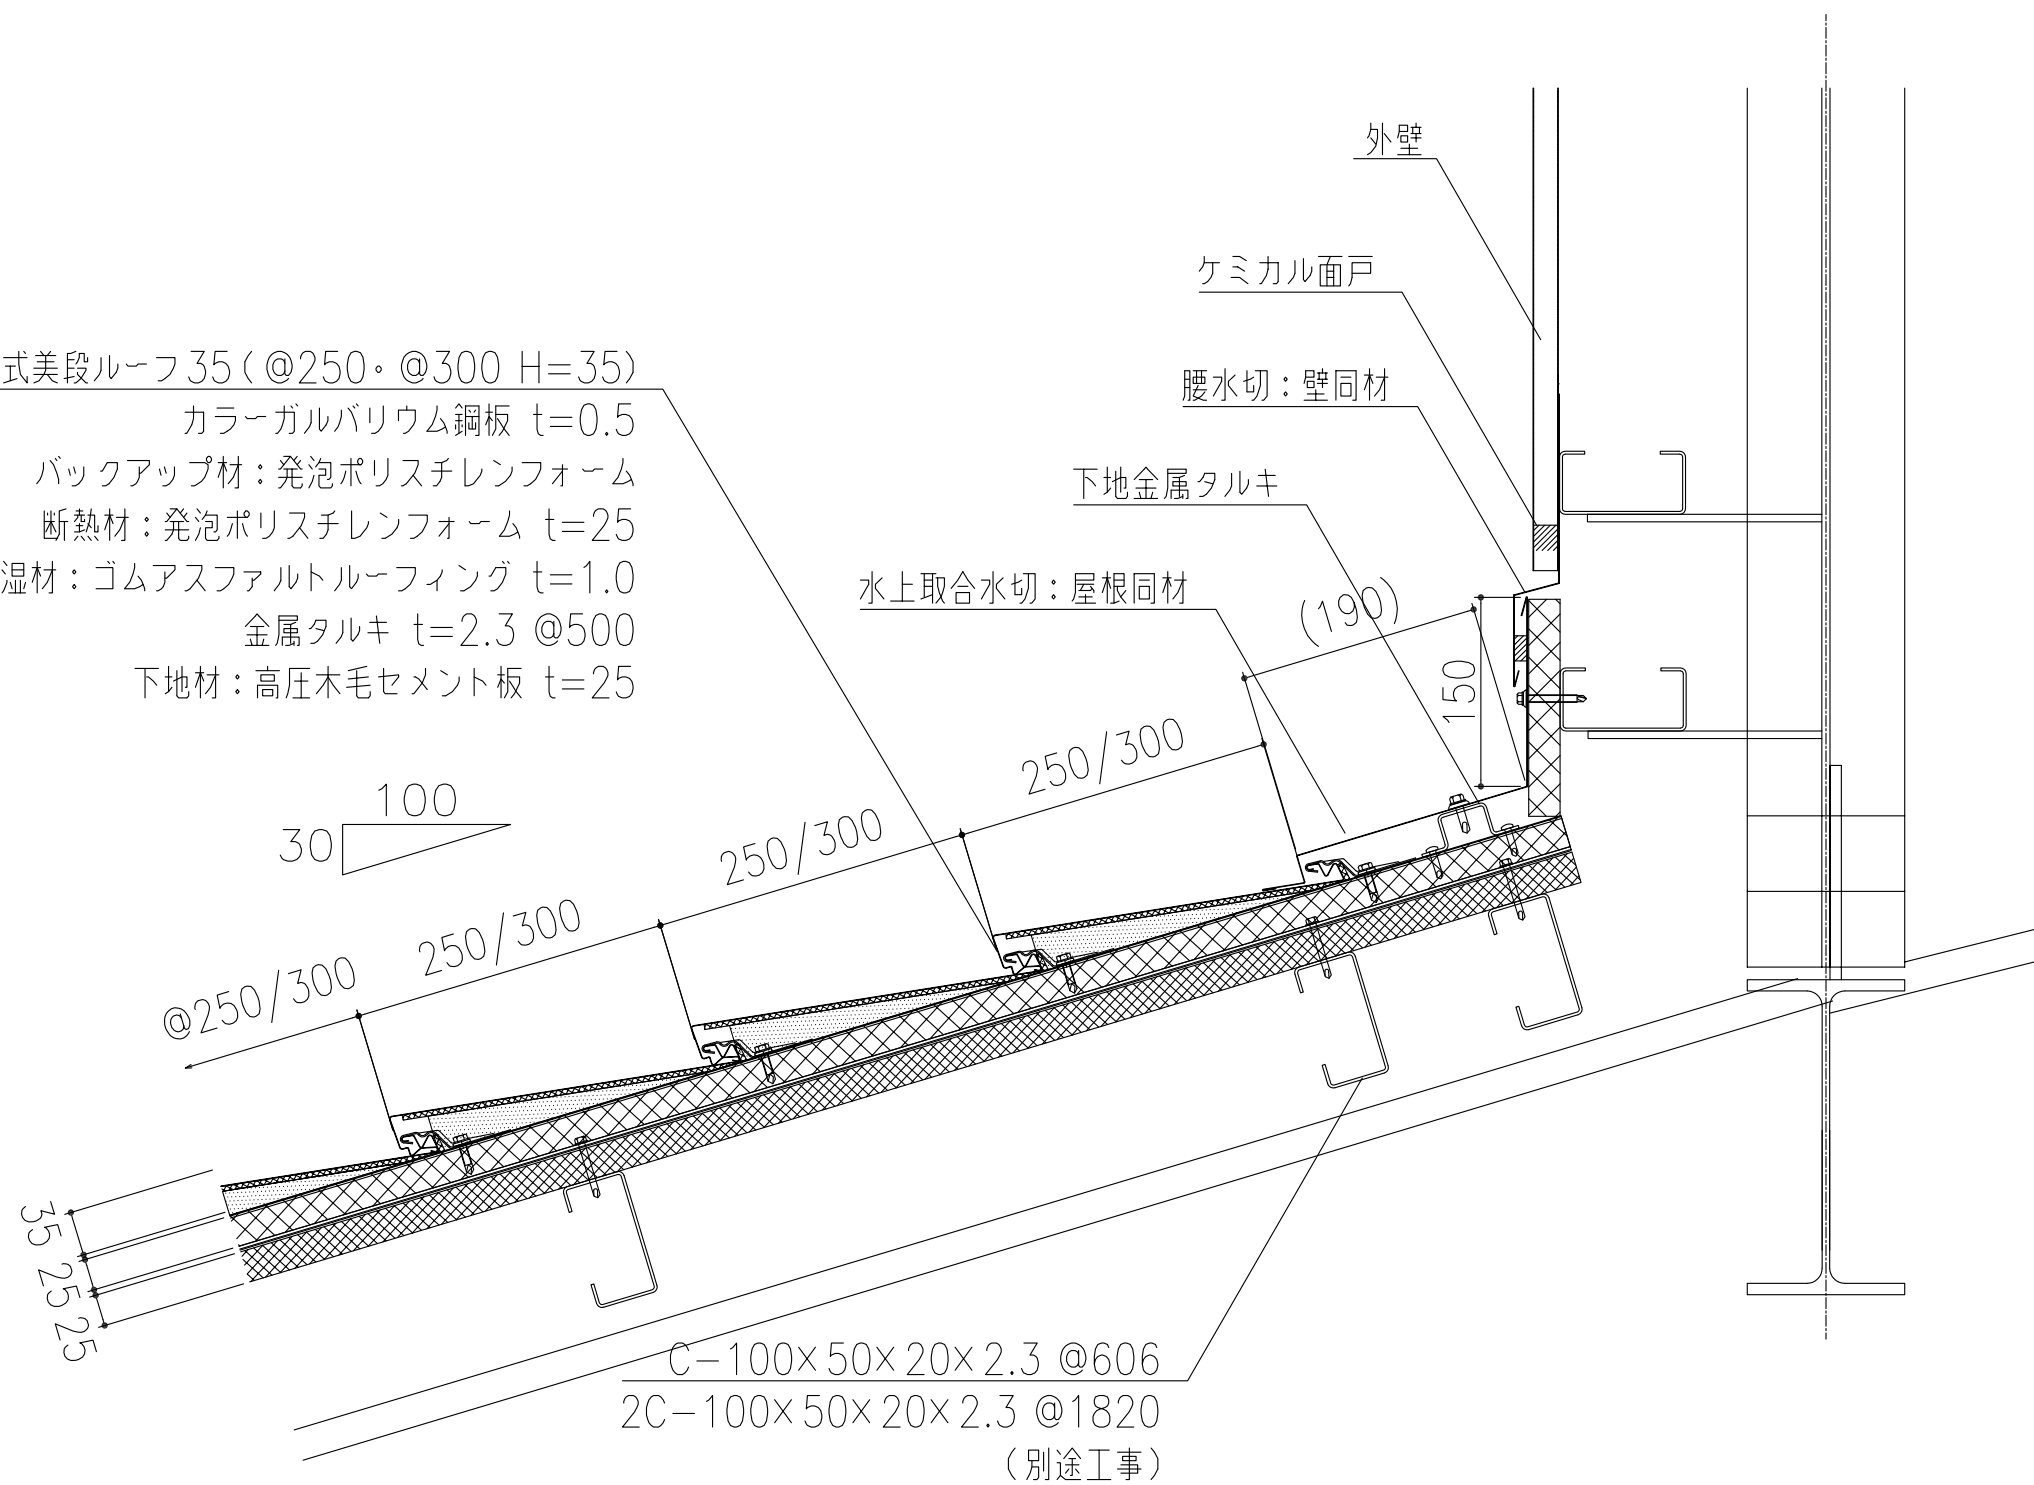 外壁
ケミカル面戸
式美段ルーフ35(@250・@300 H=35)
腰水切：壁同材
カラーガルバリウム鋼板 t=0.5
バックアップ材：発泡ポリスチレンフォーム
下地金属タルキ
断熱材：発泡ポリスチレンフォーム t=25
湿材：ゴムアスファルトルーフィング t=1.0
水上取合水切：屋根同材
(190)
金属タルキ t=2.3 @500
下地材：高圧木毛セメント板 t=25
150
250/300
100
30
250/300
250/300
@250/300
35
25
25
C-100×50×20×2.3 @606
2C-100×50×20×2.3 @1820
(別途工事)